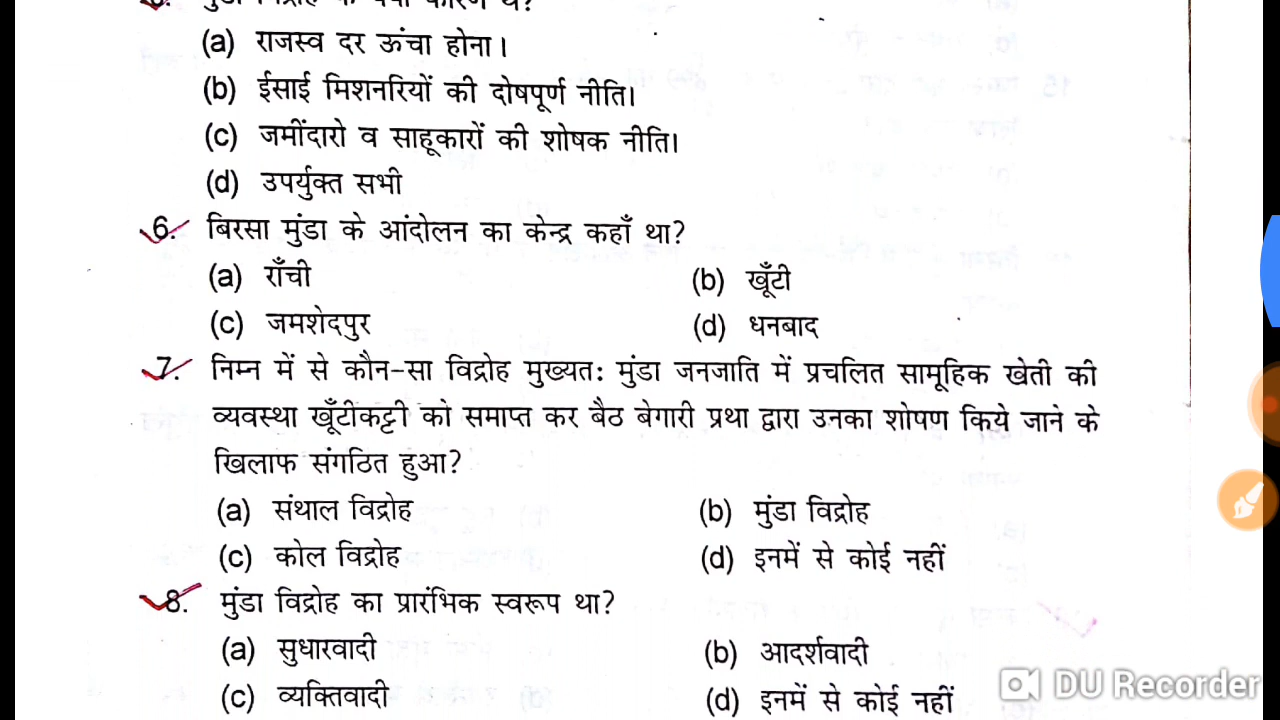 मुंडा विद्रोह के क्या कारण थे?
(a) राजस्व दर ऊंचा होना।
(b) ईसाई मिशनरियों की दोषपूर्ण नीति।
(c) जमींदारो व साहूकारों की शोषक नीति।
(d) उपर्युक्त सभी
6. बिरसा मुंडा के आंदोलन का केन्द्र कहाँ था?
(a) राँची (b) खूँटी
(c) जमशेदपुर (d) धनबाद
7. निम्न में से कौन-सा विद्रोह मुख्यतः मुंडा जनजाति में प्रचलित सामूहिक खेती की
व्यवस्था खूँटीकट्टी को समाप्त कर बैठ बेगारी प्रथा द्वारा उनका शोषण किये जाने के
खिलाफ संगठित हुआ?
(a) संथाल विद्रोह (b) मुंडा विद्रोह
(c) कोल विद्रोह (d) इनमें से कोई नहीं
8. मुंडा विद्रोह का प्रारंभिक स्वरूप था?
(a) सुधारवादी (b) आदर्शवादी
(c) व्यक्तिवादी (d) इनमें से कोई नहीं
DU Recorder